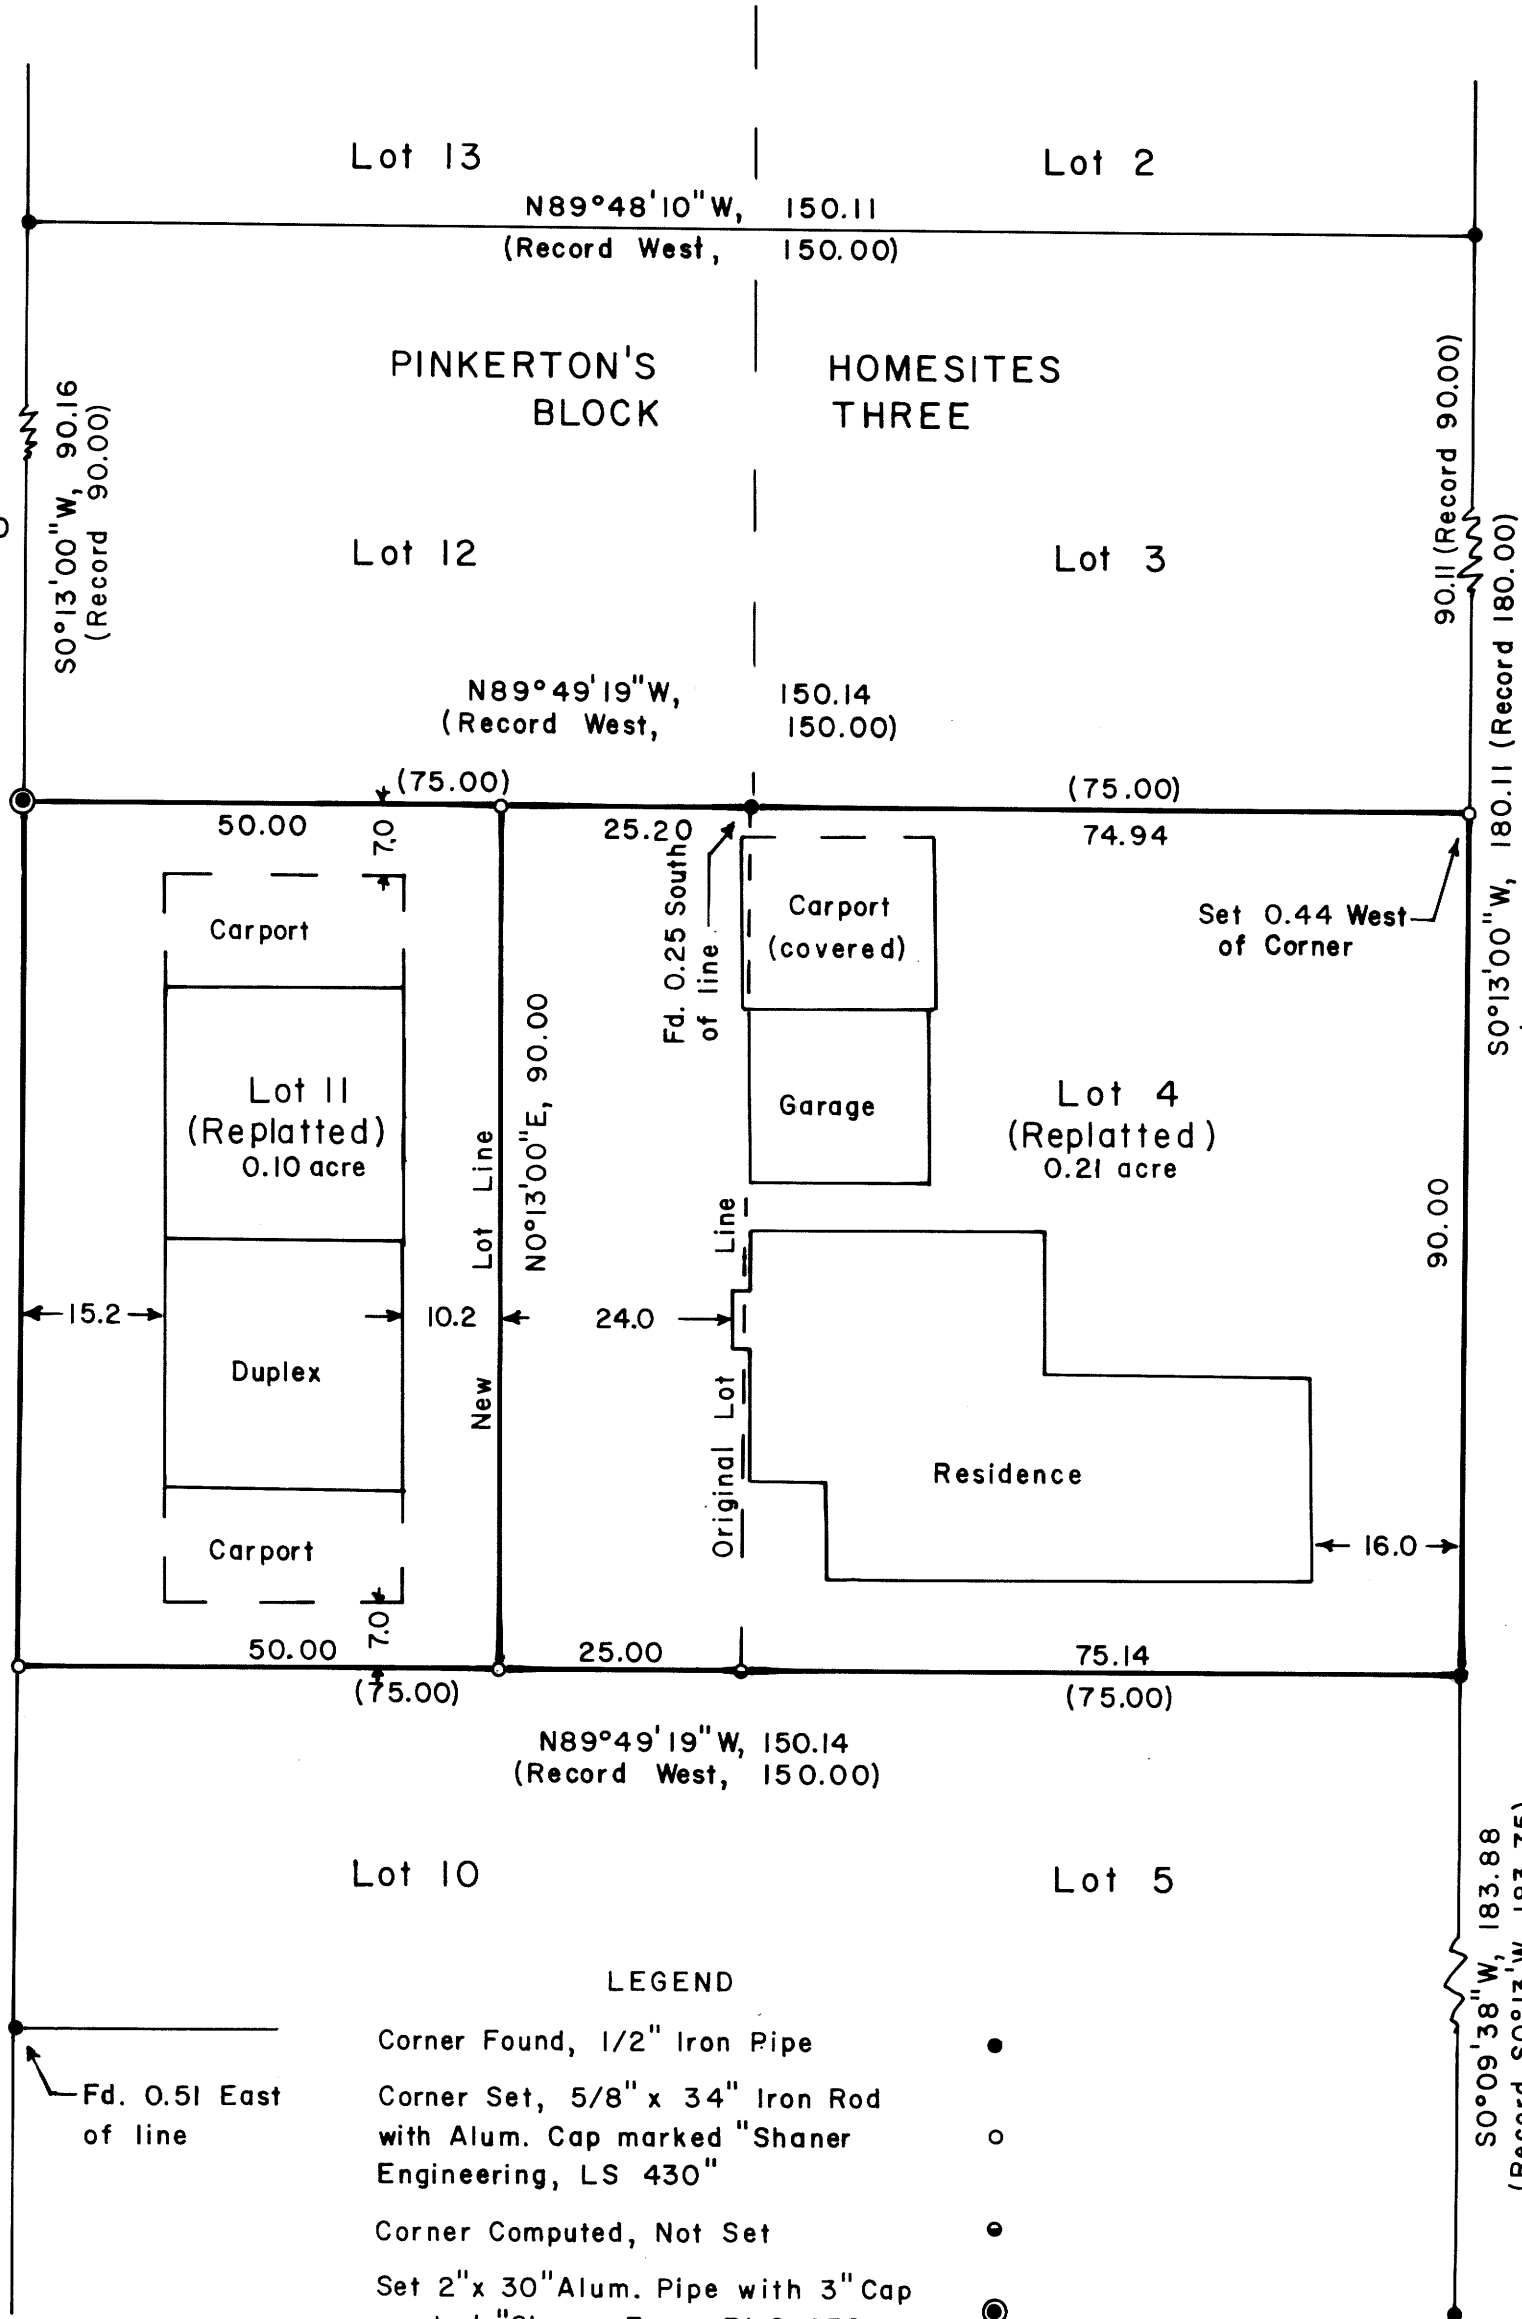 Lot 13
Lot 2
N89°48'10"W, 150.11
(Record West, 150.00)
PINKERTON'S HOMESITES
BLOCK THREE
S0°13'00"W, 90.16
(Record 90.00)
90.11 (Record 90.00)
S0°13'00"W, 180.11 (Record 180.00)
Lot 12
Lot 3
N89°49'19"W, 150.14
(Record West, 150.00)
(75.00)
(75.00)
50.00
7.0
25.20
74.94
Fd. 0.25 South
of line
Carport
(covered)
Set 0.44 West
of Corner
Carport
N0°13'00"E, 90.00
Lot 11
(Replatted)
0.10 acre
Garage
Lot 4
(Replatted)
0.21 acre
New Lot Line
Original Lot Line
90.00
15.2
10.2
24.0
Duplex
Residence
16.0
Carport
7.0
50.00
25.00
75.14
(75.00)
(75.00)
N89°49'19"W, 150.14
(Record West, 150.00)
Lot 10
Lot 5
S0°09'38"W, 183.88
(Record S0°13'W, 183.75)
Fd. 0.51 East
of line
LEGEND
Corner Found, 1/2" Iron Pipe
Corner Set, 5/8" x 34" Iron Rod
with Alum. Cap marked "Shaner
Engineering, LS 430"
Corner Computed, Not Set
Set 2"x 30"Alum. Pipe with 3"Cap